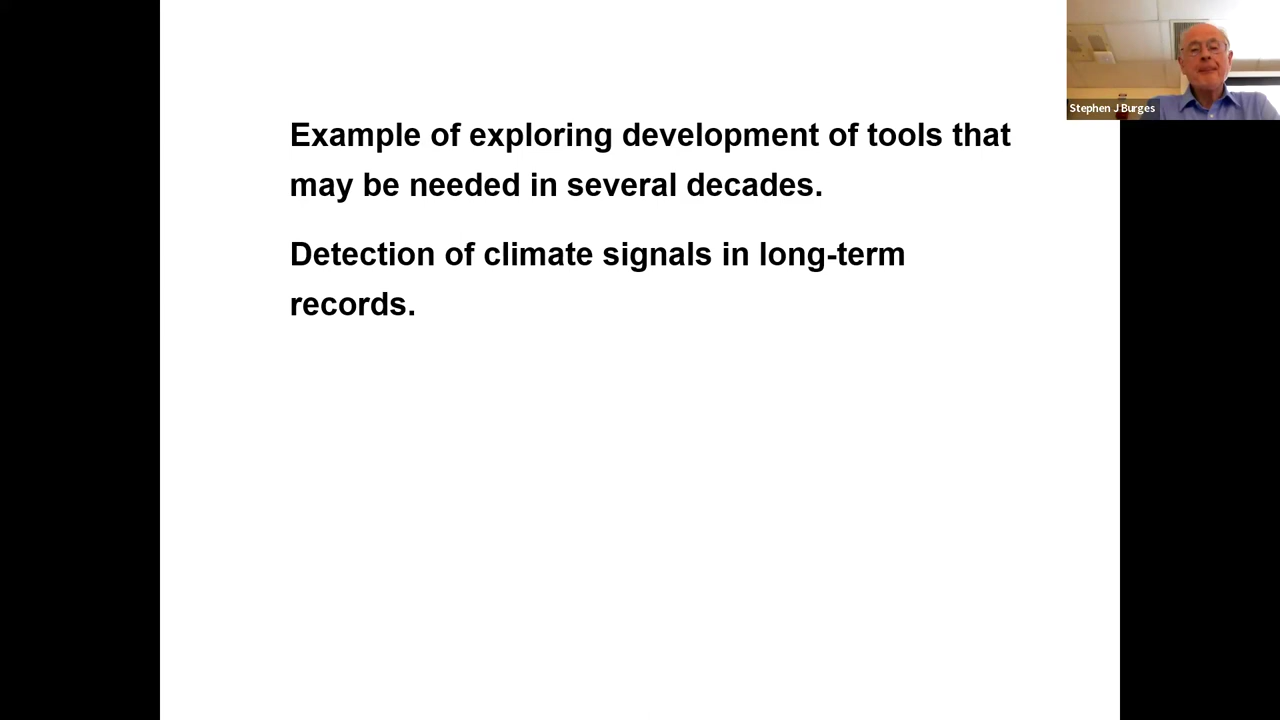 Stephen J Burges
Example of exploring development of tools that
may be needed in several decades.
Detection of climate signals in long-term
records.